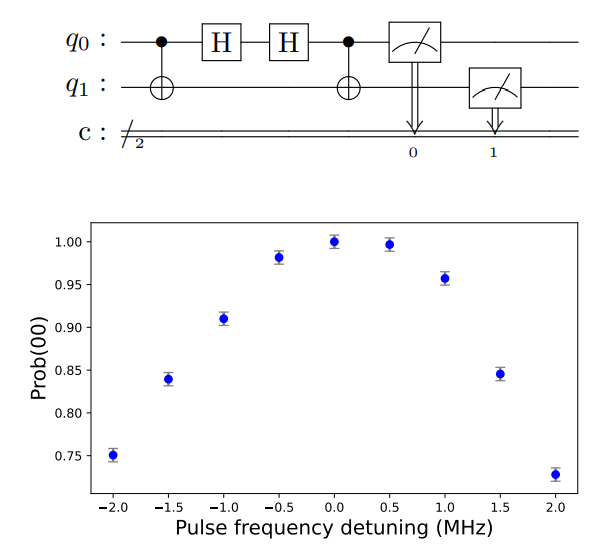 q0 :
H H
q1 :
c :
2
0 1
1.00
0.95
0.90
0.85
0.80
0.75
Prob(00)
−2.0 −1.5 −1.0 −0.5 0.0 0.5 1.0 1.5 2.0
Pulse frequency detuning (MHz)